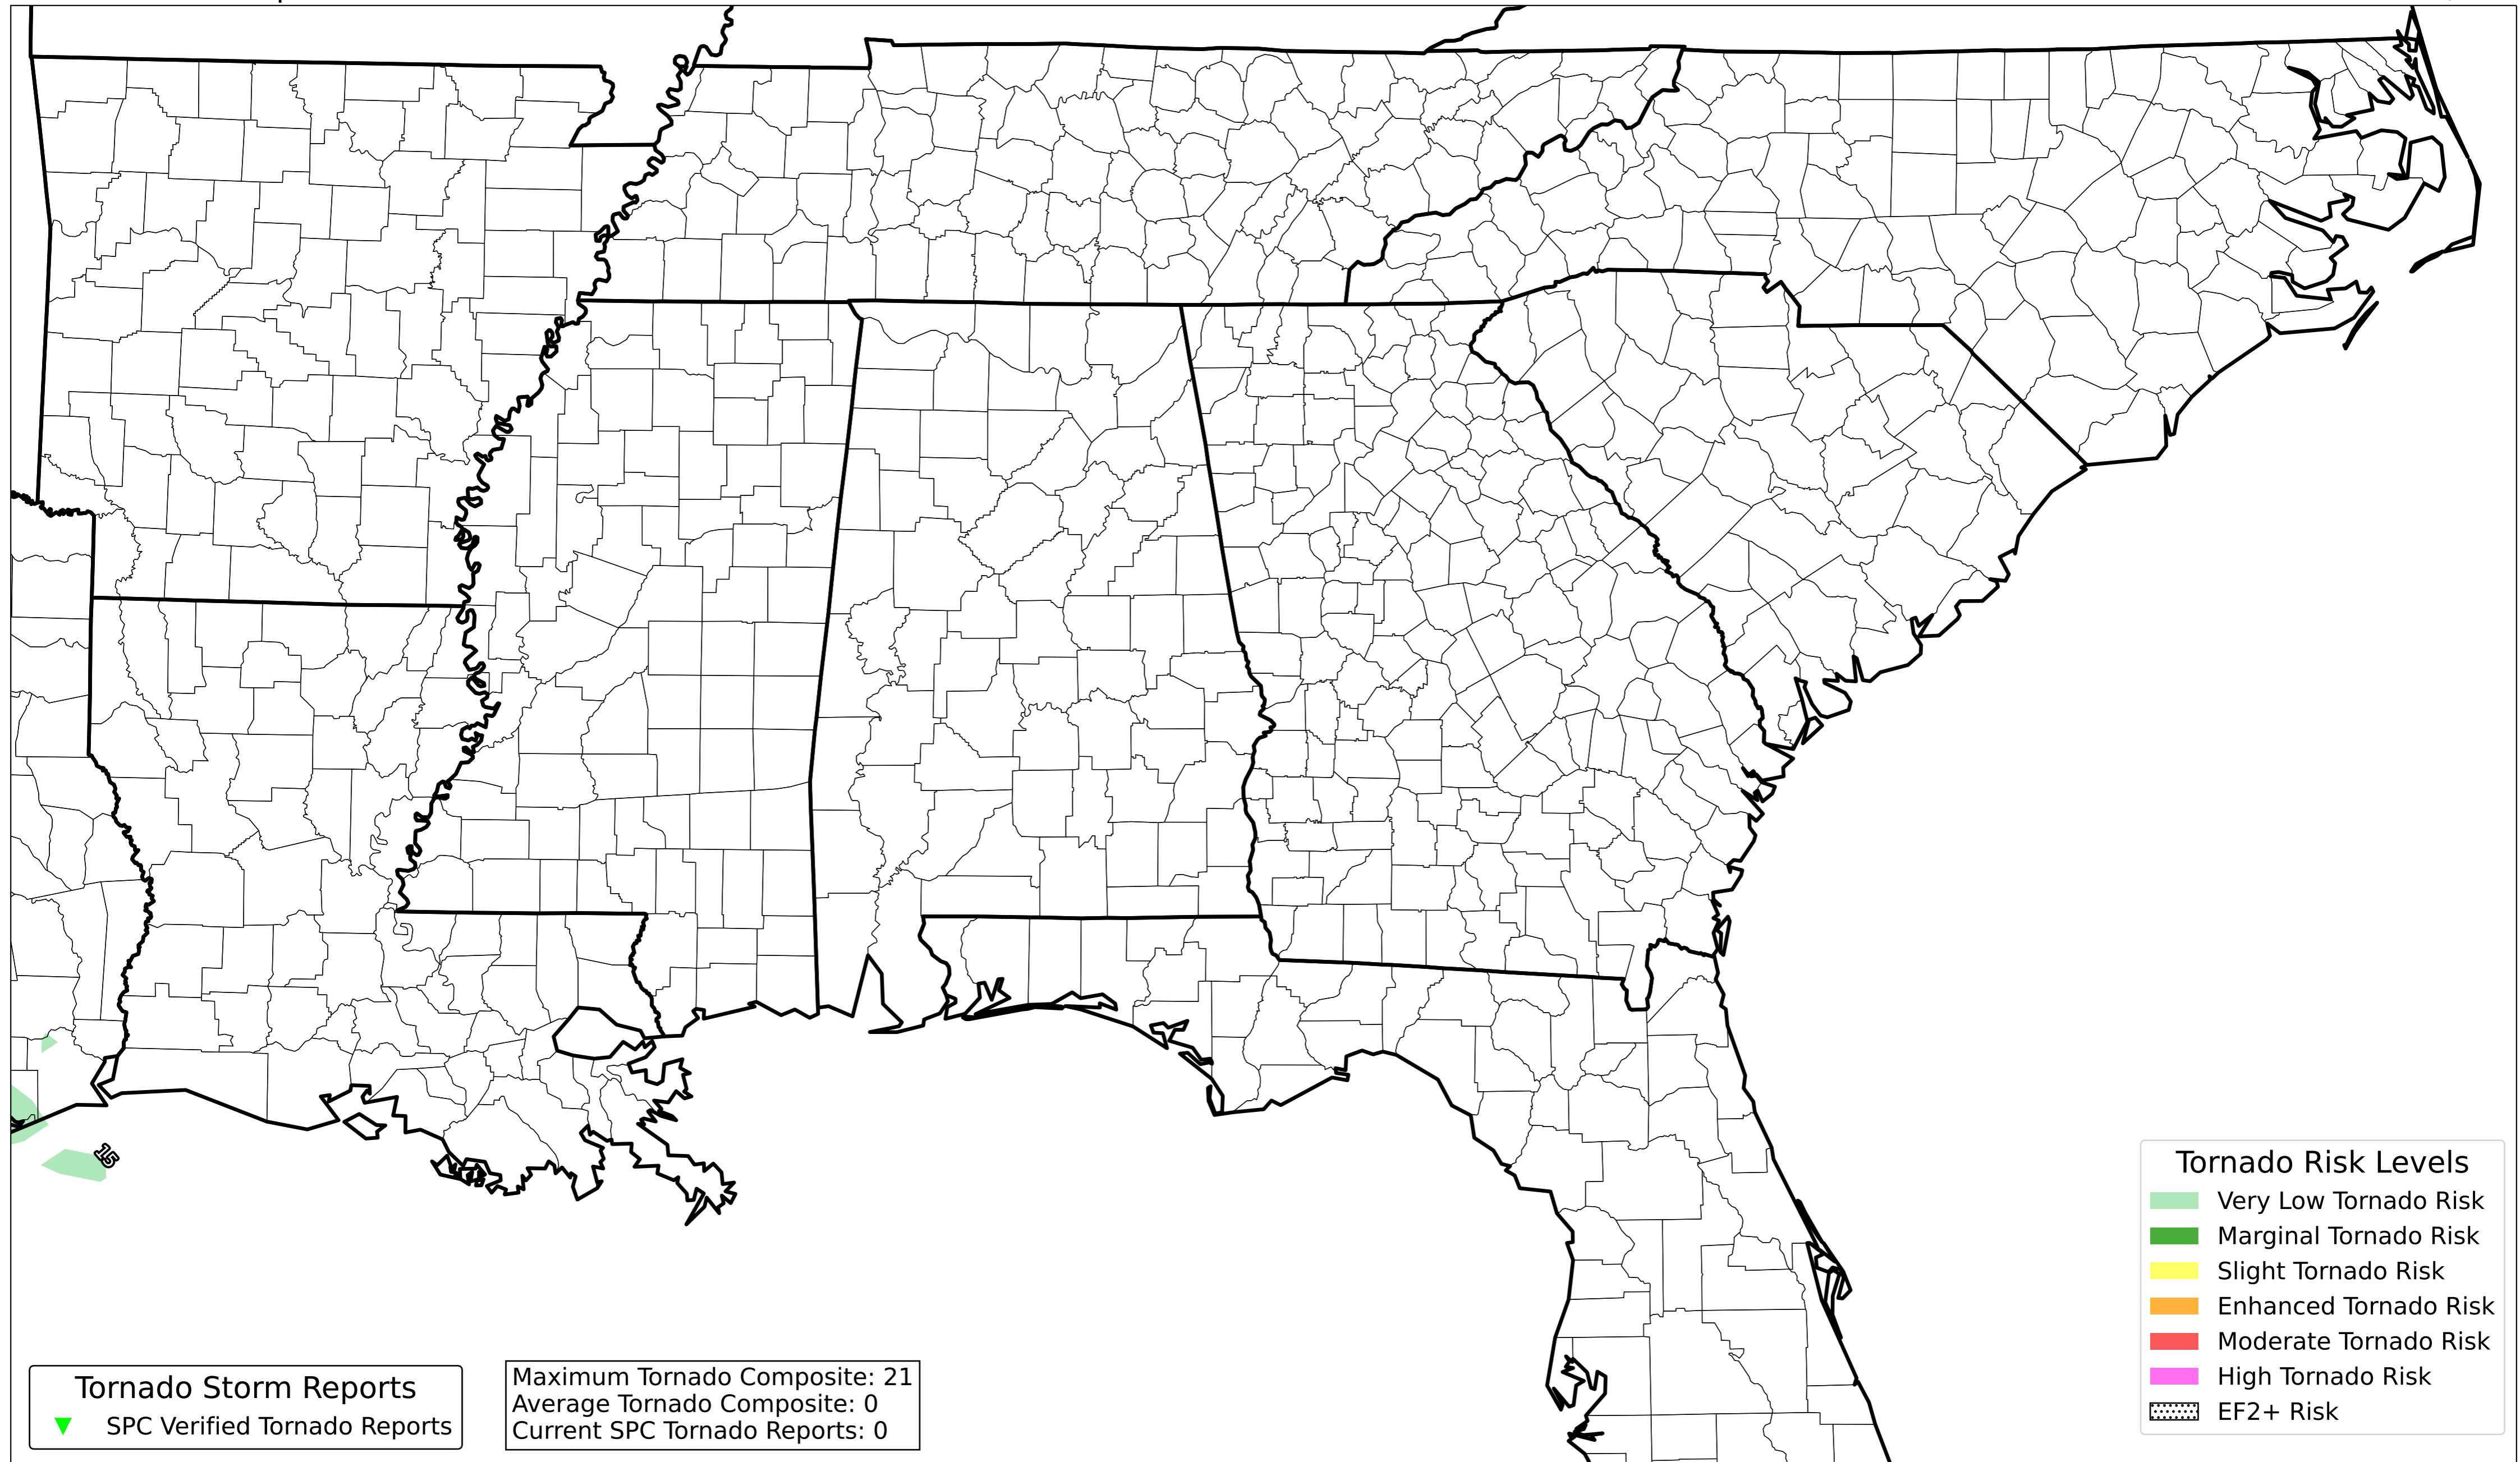 15
Tornado Risk Levels
Very Low Tornado Risk
Marginal Tornado Risk
Slight Tornado Risk
Enhanced Tornado Risk
Moderate Tornado Risk
High Tornado Risk
EF2+ Risk
Tornado Storm Reports
SPC Verified Tornado Reports
Maximum Tornado Composite: 21
Average Tornado Composite: 0
Current SPC Tornado Reports: 0